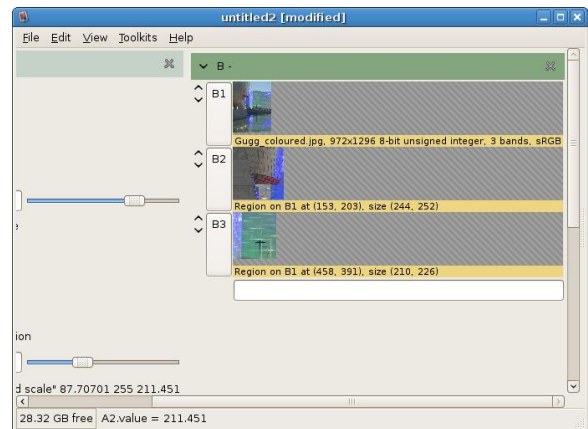 untitled2 [modified]
File Edit View Toolkits Help
B -
B1
Gugg_coloured.jpg, 972x1296 8-bit unsigned integer, 3 bands, sRGB
B2
Region on B1 at (153, 203), size (244, 252)
B3
Region on B1 at (458, 391), size (210, 226)
ion
d scale" 87.70701 255 211.451
28.32 GB free A2.value = 211.451